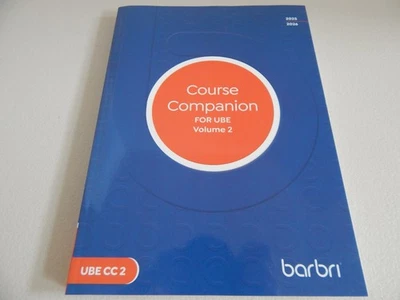 Course
Companion
FOR UBE
Volume 2
UBE CC 2
barbri